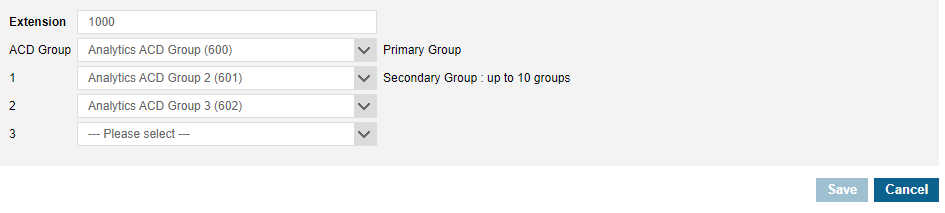 Extension 1000
ACD Group Analytics ACD Group (600) Primary Group
1 Analytics ACD Group 2 (601) Secondary Group : up to 10 groups
2 Analytics ACD Group 3 (602)
3 --- Please select ---
Save Cancel